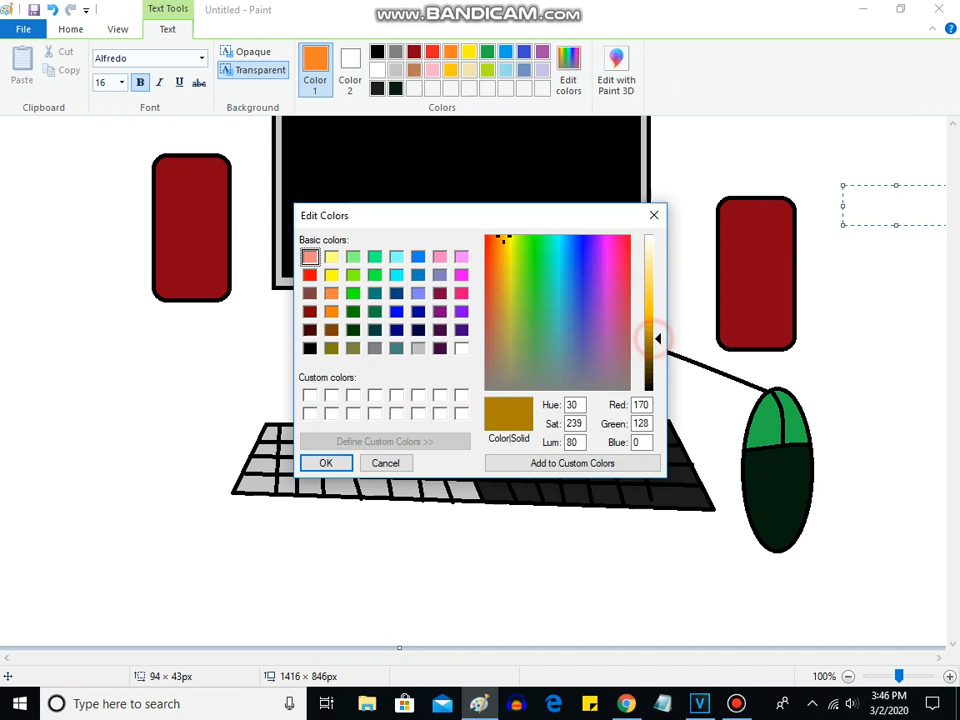 Text Tools
Untitled - Paint
www.BANDICAM.com
File
Home
View
Text
Paste
Cut
Copy
Clipboard
Alfredo
16
B
I
U
abc
Font
Opaque
Transparent
Background
Color 1
Color 2
Edit colors
Edit with Paint 3D
Colors
Edit Colors
Basic colors:
Custom colors:
Define Custom Colors >>
OK
Cancel
Color|Solid
Hue: 30
Sat: 239
Lum: 80
Red: 170
Green: 128
Blue: 0
Add to Custom Colors
94 × 43px
1416 × 846px
100%
Type here to search
3:46 PM
3/2/2020